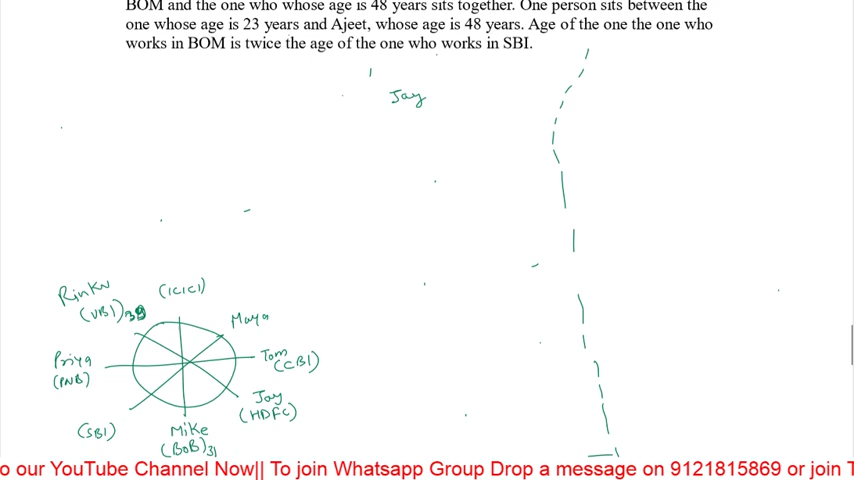 BOM and the one who whose age is 48 years sits together. One person sits between the
one whose age is 23 years and Ajeet, whose age is 48 years. Age of the one the one who
works in BOM is twice the age of the one who works in SBI.
Jay
Rinku
(UBI) 39
(ICICI)
Maya
Priya
(PNB)
Tom
(CBI)
Jay
(HDFC)
(SBI)
Mike
(BOB) 31
o our YouTube Channel Now|| To join Whatsapp Group Drop a message on 9121815869 or join T